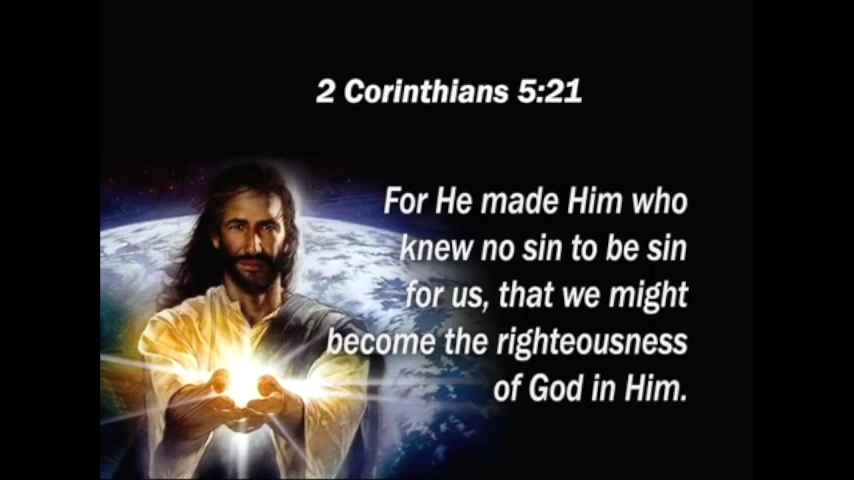 2 Corinthians 5:21
For He made Him who
knew no sin to be sin
for us, that we might
become the righteousness
of God in Him.